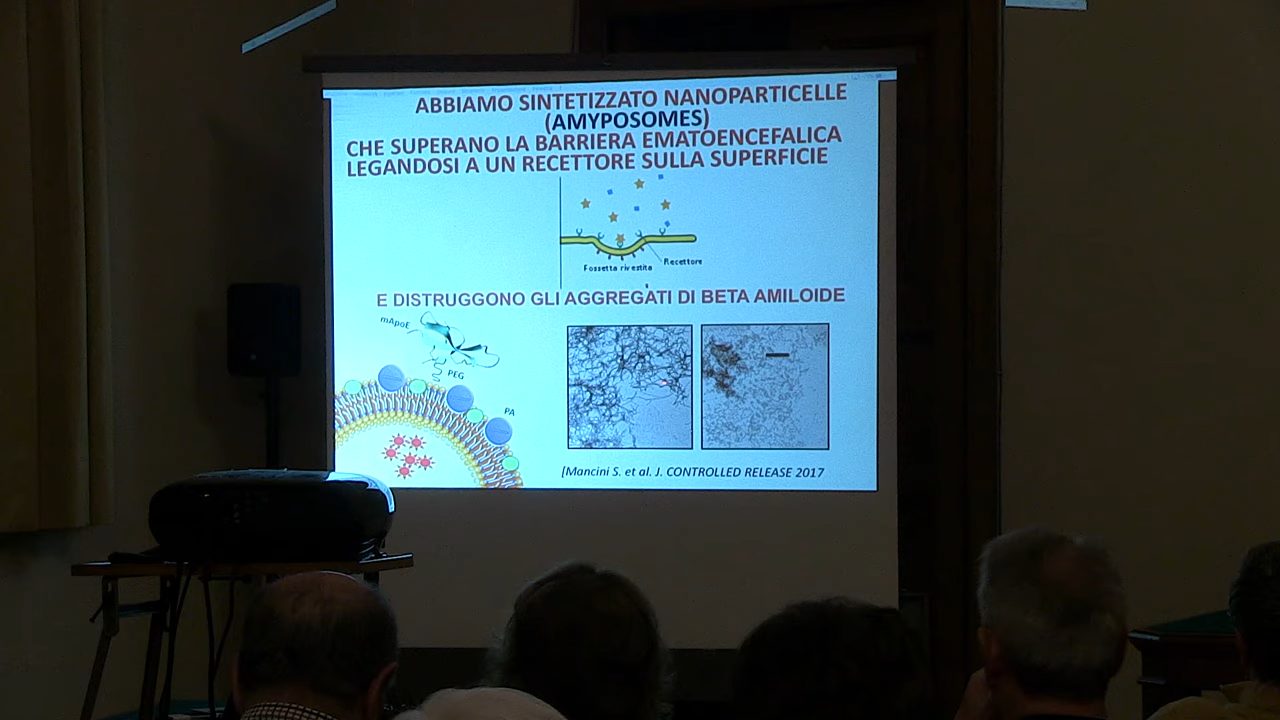 ABBIAMO SINTETIZZATO NANOPARTICELLE
(AMYPOSOMES)
CHE SUPERANO LA BARRIERA EMATOENCEFALICA
LEGANDOSI A UN RECETTORE SULLA SUPERFICIE
Recettore
Fossetta rivestita
E DISTRUGGONO GLI AGGREGATI DI BETA AMILOIDE
mApoE
PEG
PA
[Mancini S. et al. J. CONTROLLED RELEASE 2017